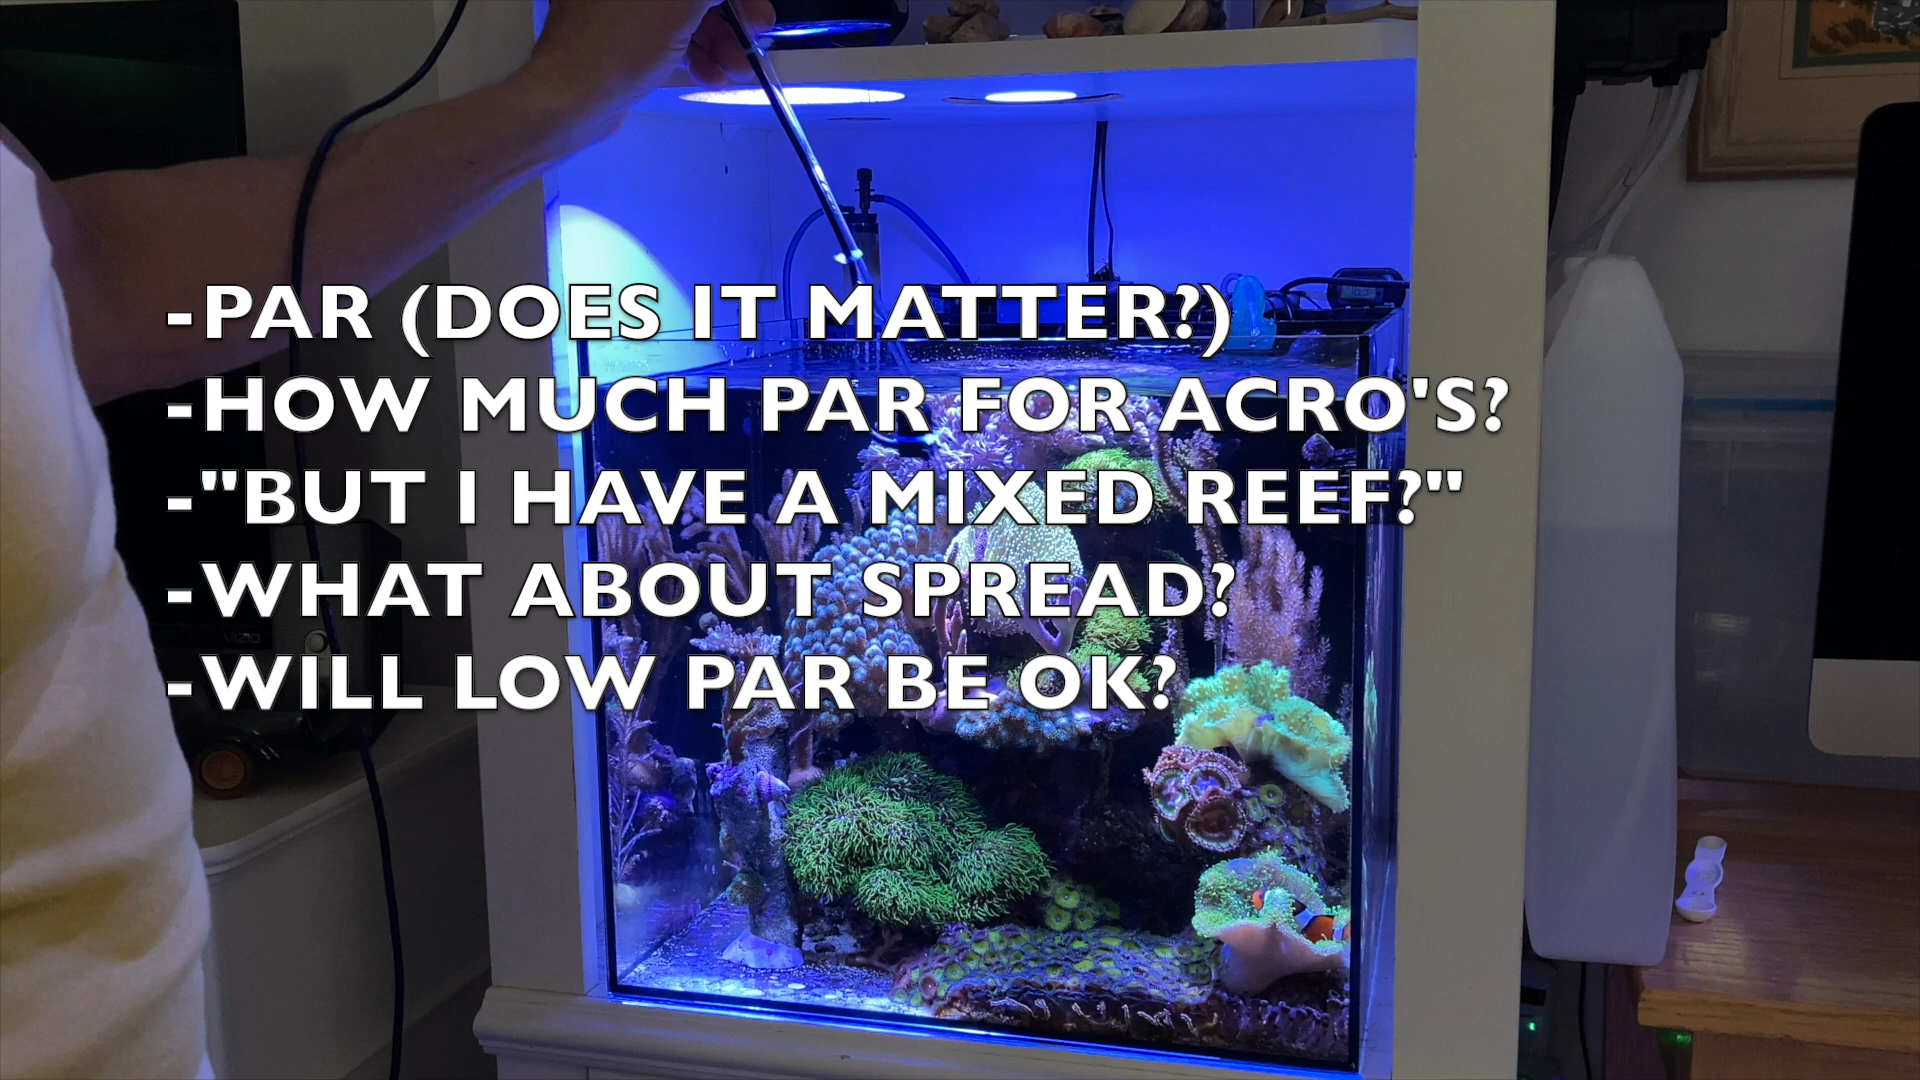 -PAR (DOES IT MATTER?)
-HOW MUCH PAR FOR ACRO'S?
-"BUT I HAVE A MIXED REEF?"
-WHAT ABOUT SPREAD?
-WILL LOW PAR BE OK?
VIZIO